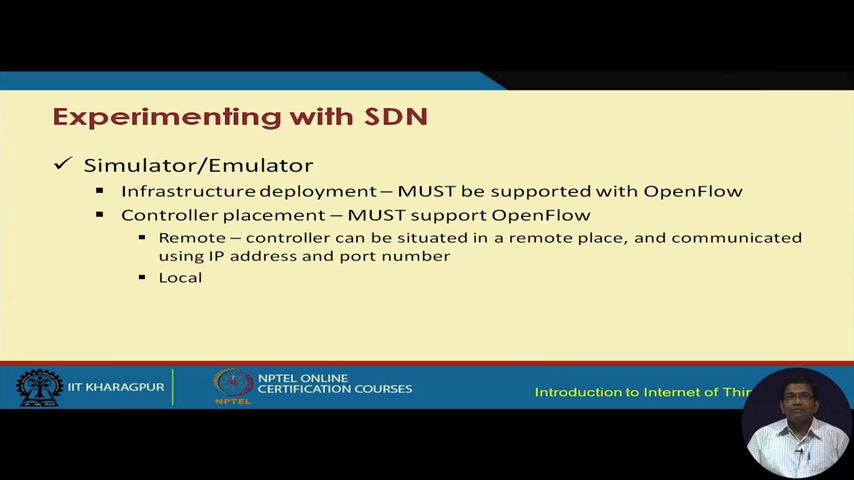 Experimenting with SDN
✓ Simulator/Emulator
▪ Infrastructure deployment – MUST be supported with OpenFlow
▪ Controller placement – MUST support OpenFlow
▪ Remote – controller can be situated in a remote place, and communicated
using IP address and port number
▪ Local
IIT KHARAGPUR
NPTEL ONLINE
CERTIFICATION COURSES
NPTEL
Introduction to Internet of